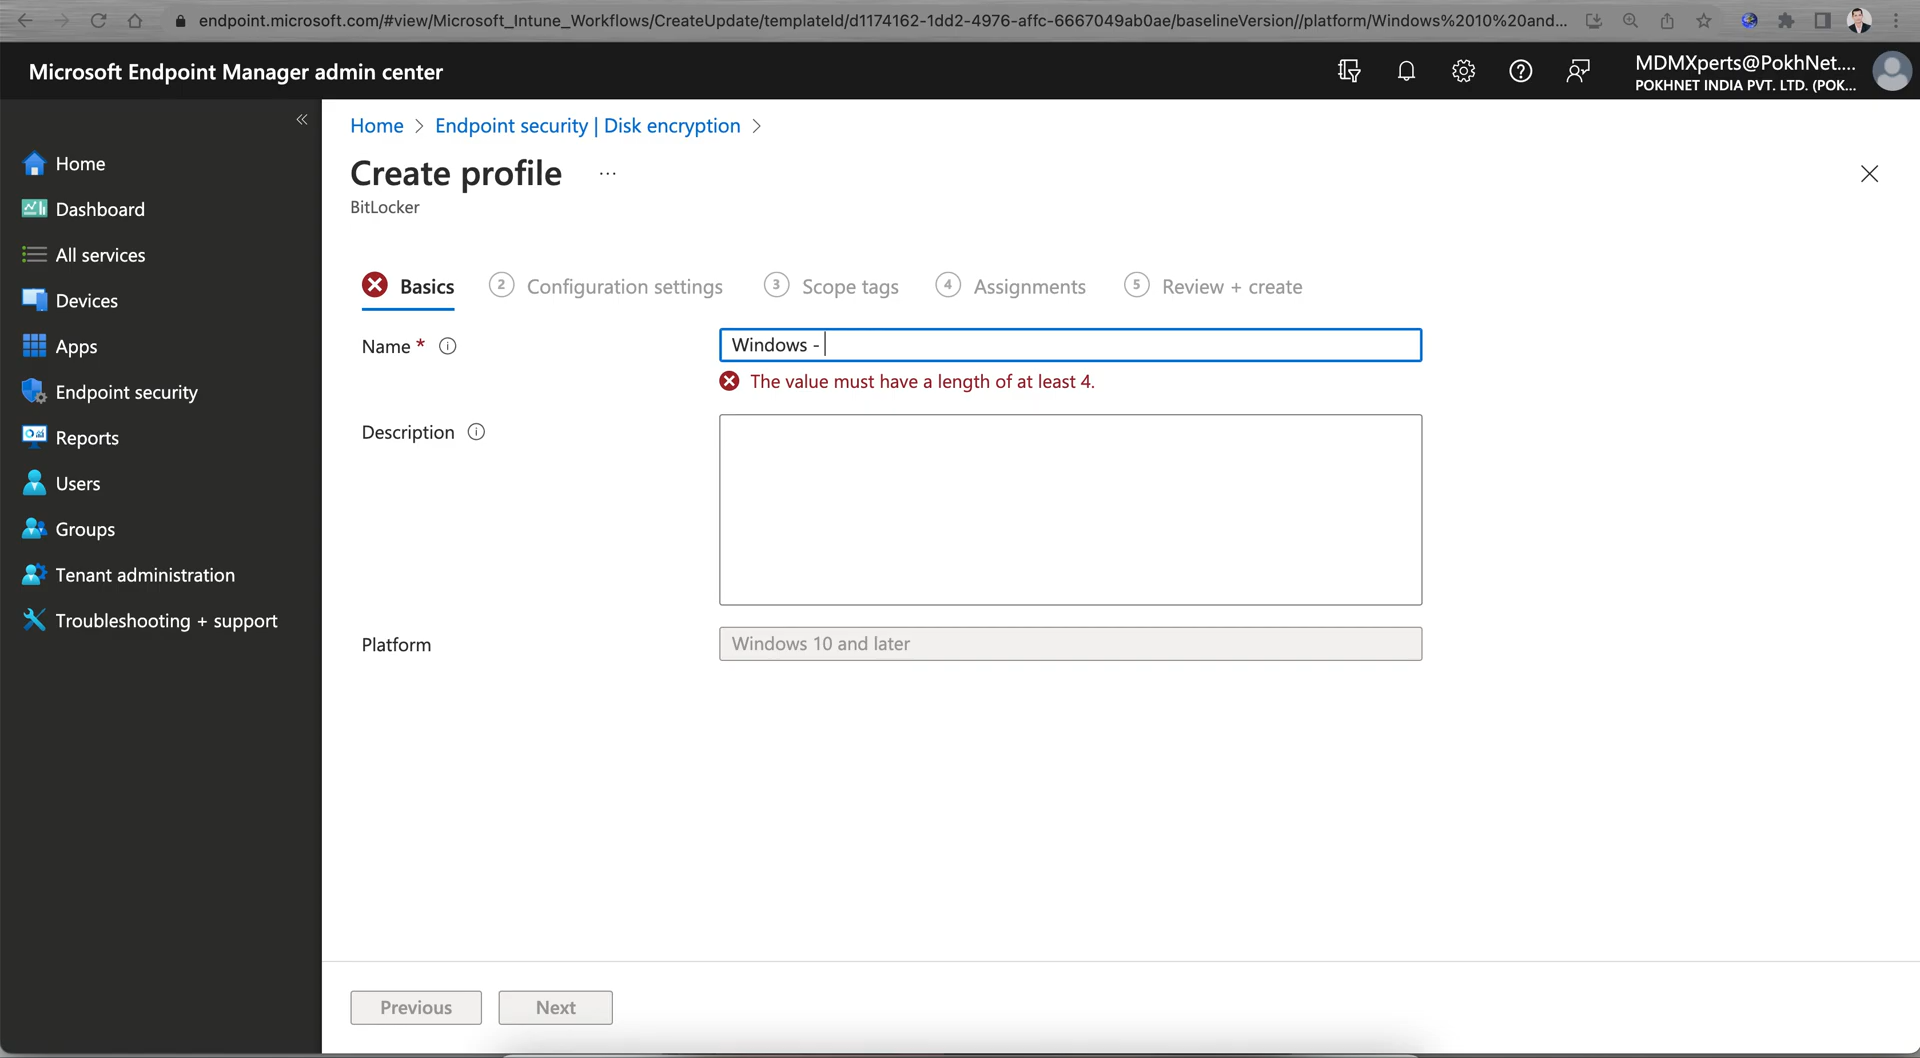 endpoint.microsoft.com/#view/Microsoft_Intune_Workflows/CreateUpdate/templateId/d1174162-1dd2-4976-affc-6667049ab0ae/baselineVersion//platform/Windows%2010%20and...
Microsoft Endpoint Manager admin center
MDMXperts@PokhNet....
POKHNET INDIA PVT. LTD. (POK...
Home
Dashboard
All services
Devices
Apps
Endpoint security
Reports
Users
Groups
Tenant administration
Troubleshooting + support
Home > Endpoint security | Disk encryption >
Create profile ...
BitLocker
Basics 2 Configuration settings 3 Scope tags 4 Assignments 5 Review + create
Name * Windows -
The value must have a length of at least 4.
Description
Platform Windows 10 and later
Previous Next